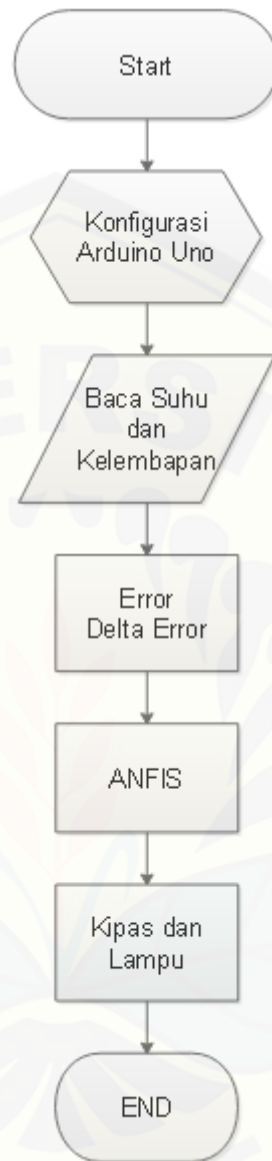 Start
Konfigurasi
Arduino Uno
Baca Suhu
dan
Kelembapan
Error
Delta Error
ANFIS
Kipas dan
Lampu
END